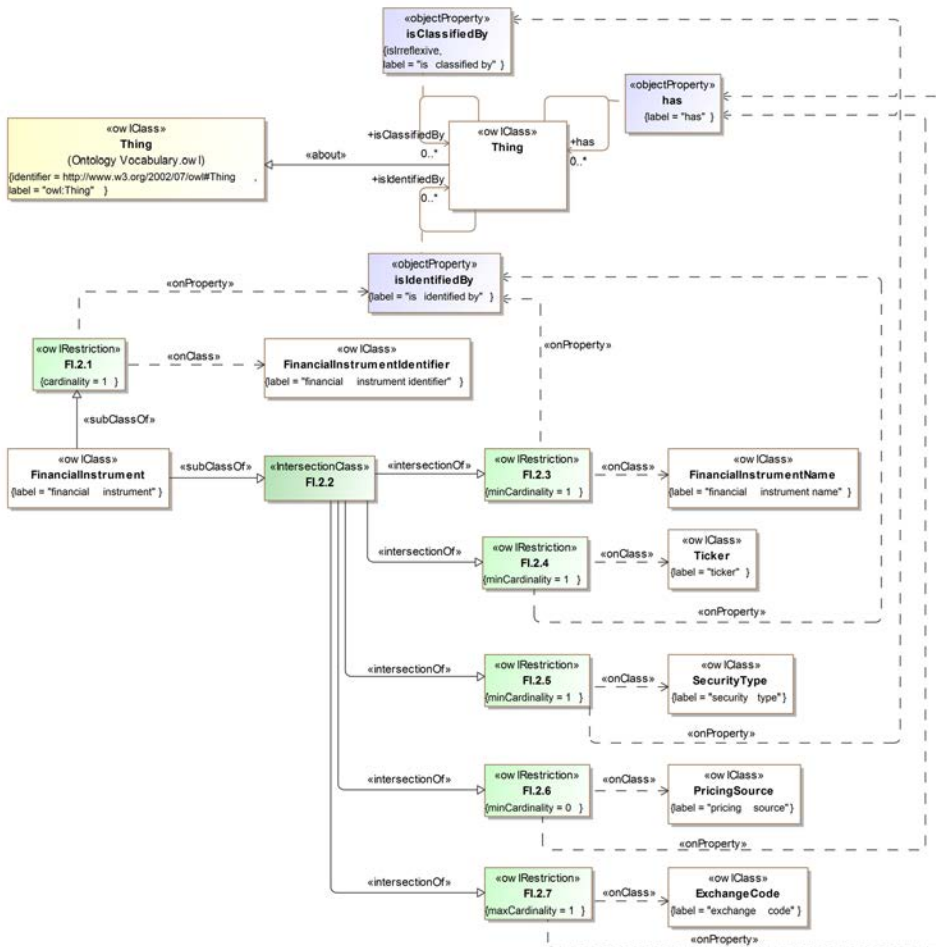 «objectProperty»
isClassifiedBy
{isIrreflexive,
label = "is classified by" }
«objectProperty»
has
{label = "has" }
«owlClass»
Thing
(Ontology Vocabulary.owl)
{identifier = http://www.w3.org/2002/07/owl#Thing ,
label = "owl:Thing" }
«about»
+isClassifiedBy
0..*
«owlClass»
Thing
+has
0..*
+isIdentifiedBy
0..*
«objectProperty»
isIdentifiedBy
{label = "is identified by" }
«onProperty»
«owlRestriction»
FI.2.1
{cardinality = 1 }
«onClass»
«owlClass»
FinancialInstrumentIdentifier
{label = "financial instrument identifier" }
«onProperty»
«subClassOf»
«owlClass»
FinancialInstrument
{label = "financial instrument" }
«subClassOf»
«IntersectionClass»
FI.2.2
«intersectionOf»
«owlRestriction»
FI.2.3
{minCardinality = 1 }
«onClass»
«owlClass»
FinancialInstrumentName
{label = "financial instrument name" }
«intersectionOf»
«owlRestriction»
FI.2.4
{minCardinality = 1 }
«onClass»
«owlClass»
Ticker
{label = "ticker" }
«onProperty»
«intersectionOf»
«owlRestriction»
FI.2.5
{minCardinality = 1 }
«onClass»
«owlClass»
SecurityType
{label = "security type"}
«onProperty»
«intersectionOf»
«owlRestriction»
FI.2.6
{minCardinality = 0 }
«onClass»
«owlClass»
PricingSource
{label = "pricing source"}
«onProperty»
«intersectionOf»
«owlRestriction»
FI.2.7
{maxCardinality = 1 }
«onClass»
«owlClass»
ExchangeCode
{label = "exchange code"}
«onProperty»